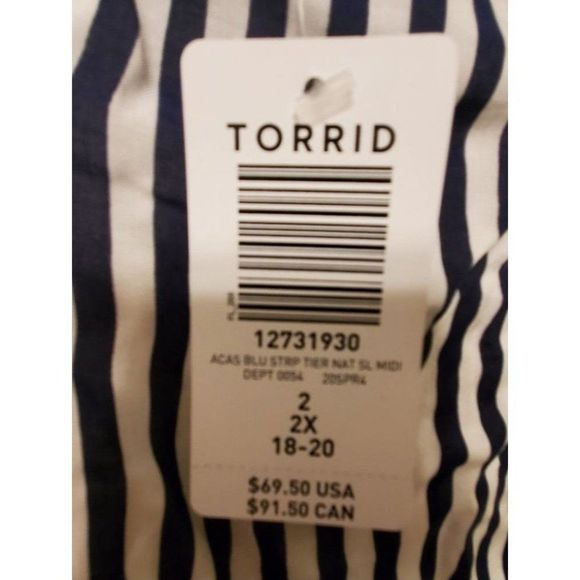 TORRID
12731930
ACAS BLU STRP TIER NAT SL MIDI
DEPT 0054 20SPR4
2
2X
18-20
$69.50 USA
$91.50 CAN